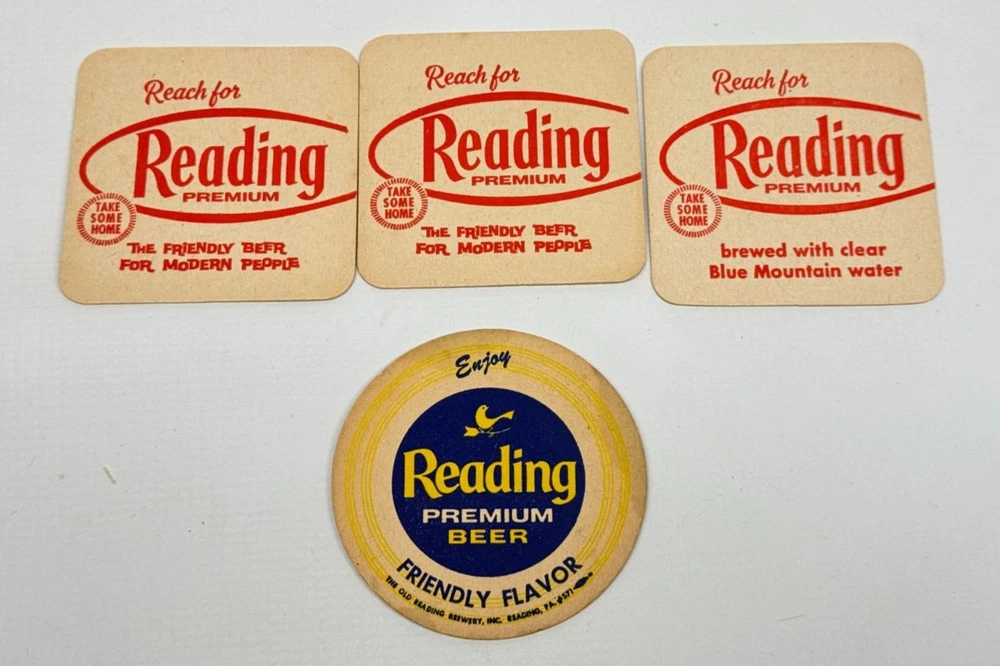 Reach for
Reading
PREMIUM
TAKE
SOME
HOME
THE FRIENDLY BEER
FOR MODERN PEOPLE
Reach for
Reading
PREMIUM
TAKE
SOME
HOME
THE FRIENDLY BEER
FOR MODERN PEOPLE
Reach for
Reading
PREMIUM
TAKE
SOME
HOME
brewed with clear
Blue Mountain water
Enjoy
Reading
PREMIUM
BEER
FRIENDLY FLAVOR
THE OLD READING BREWERY, INC. READING, PA. #571